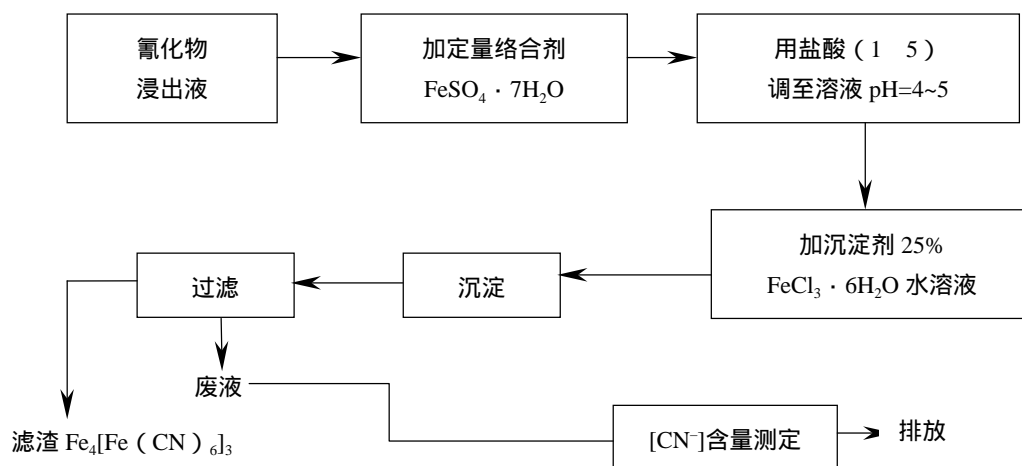 氰化物
浸出液
加定量络合剂
FeSO₄·7H₂O
用盐酸（1 5）
调至溶液 pH=4~5
加沉淀剂 25%
FeCl₃·6H₂O 水溶液
沉淀
过滤
废液
滤渣 Fe₄[Fe（CN）₆]₃
[CN⁻]含量测定
排放